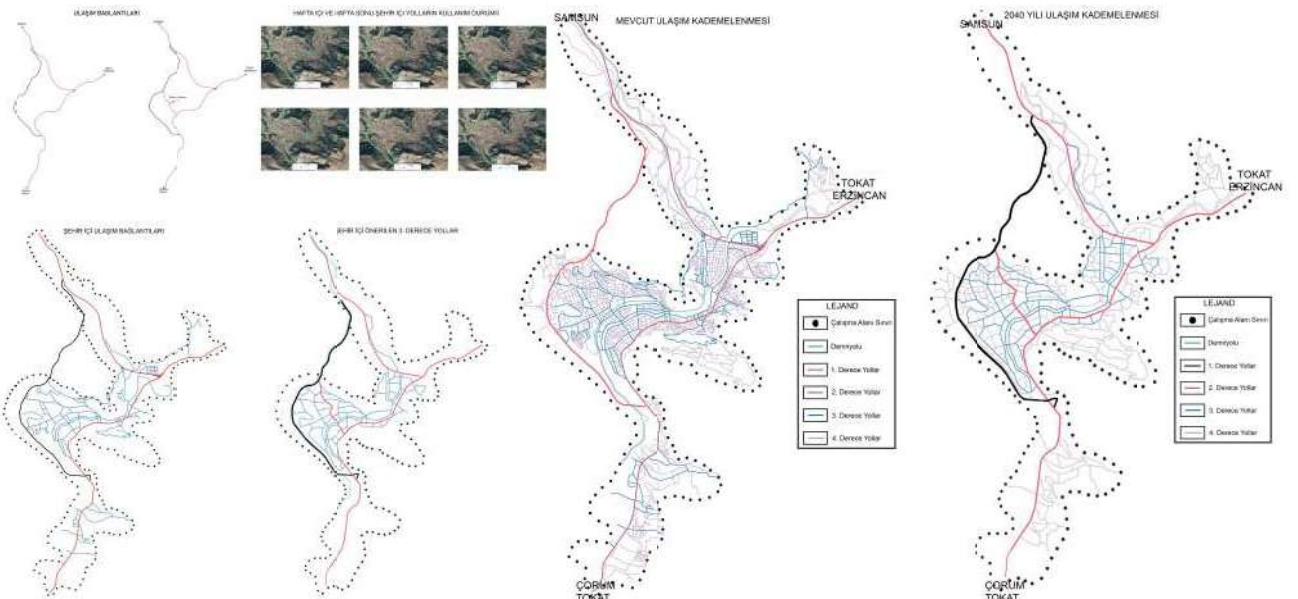 ULAŞIM BAĞLANTILARI
HAFTA İÇİ VE HAFTA SONU ŞEHİR İÇİ YOLLARIN KULLANIM DURUMU
ŞEHİR İÇİ ULAŞIM BAĞLANTILARI
ŞEHİR İÇİ ÖNERİLEN 3. DERECE YOLLAR
MEVCUT ULAŞIM KADEMELENMESİ
SAMSUN
TOKAT
ERZİNCAN
ÇORUM
TOKAT
LEJAND
Çalışma Alanı Sınırı
Demiryolu
1. Derece Yollar
2. Derece Yollar
3. Derece Yollar
4. Derece Yollar
2040 YILI ULAŞIM KADEMELENMESİ
SAMSUN
TOKAT
ERZİNCAN
ÇORUM
TOKAT
LEJAND
Çalışma Alanı Sınırı
Demiryolu
1. Derece Yollar
2. Derece Yollar
3. Derece Yollar
4. Derece Yollar